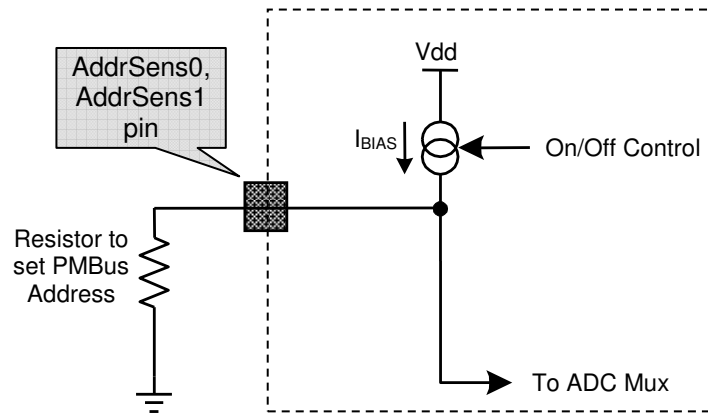 AddrSens0,
AddrSens1
pin
Vdd
IBIAS
On/Off Control
Resistor to
set PMBus
Address
To ADC Mux